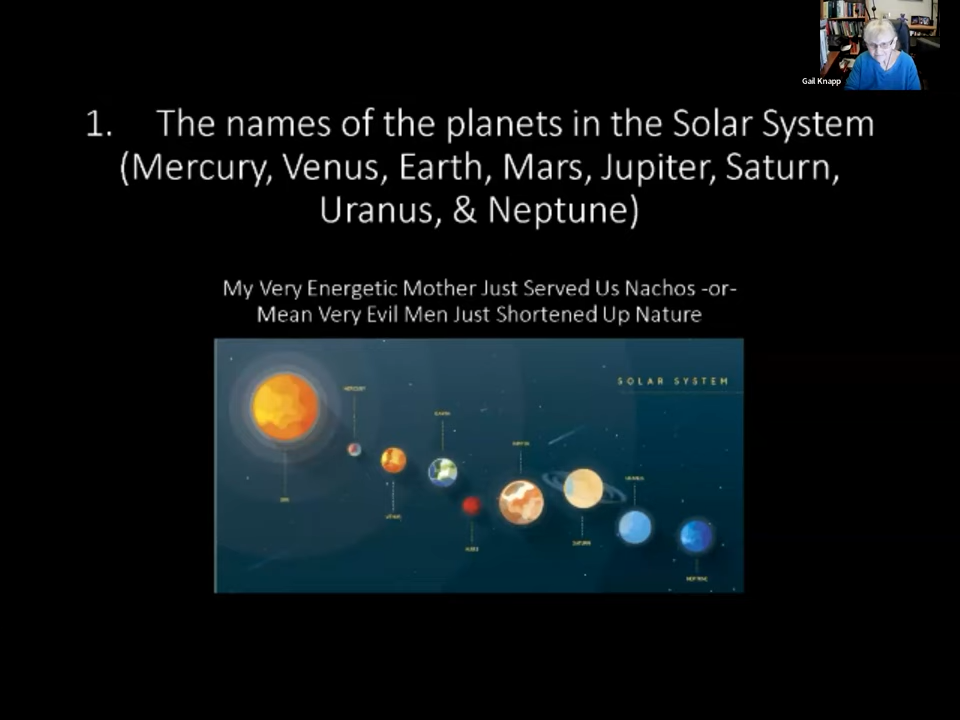 Gail Knapp
1. The names of the planets in the Solar System
(Mercury, Venus, Earth, Mars, Jupiter, Saturn,
Uranus, & Neptune)
My Very Energetic Mother Just Served Us Nachos -or-
Mean Very Evil Men Just Shortened Up Nature
SOLAR SYSTEM
MERCURY
SATURN